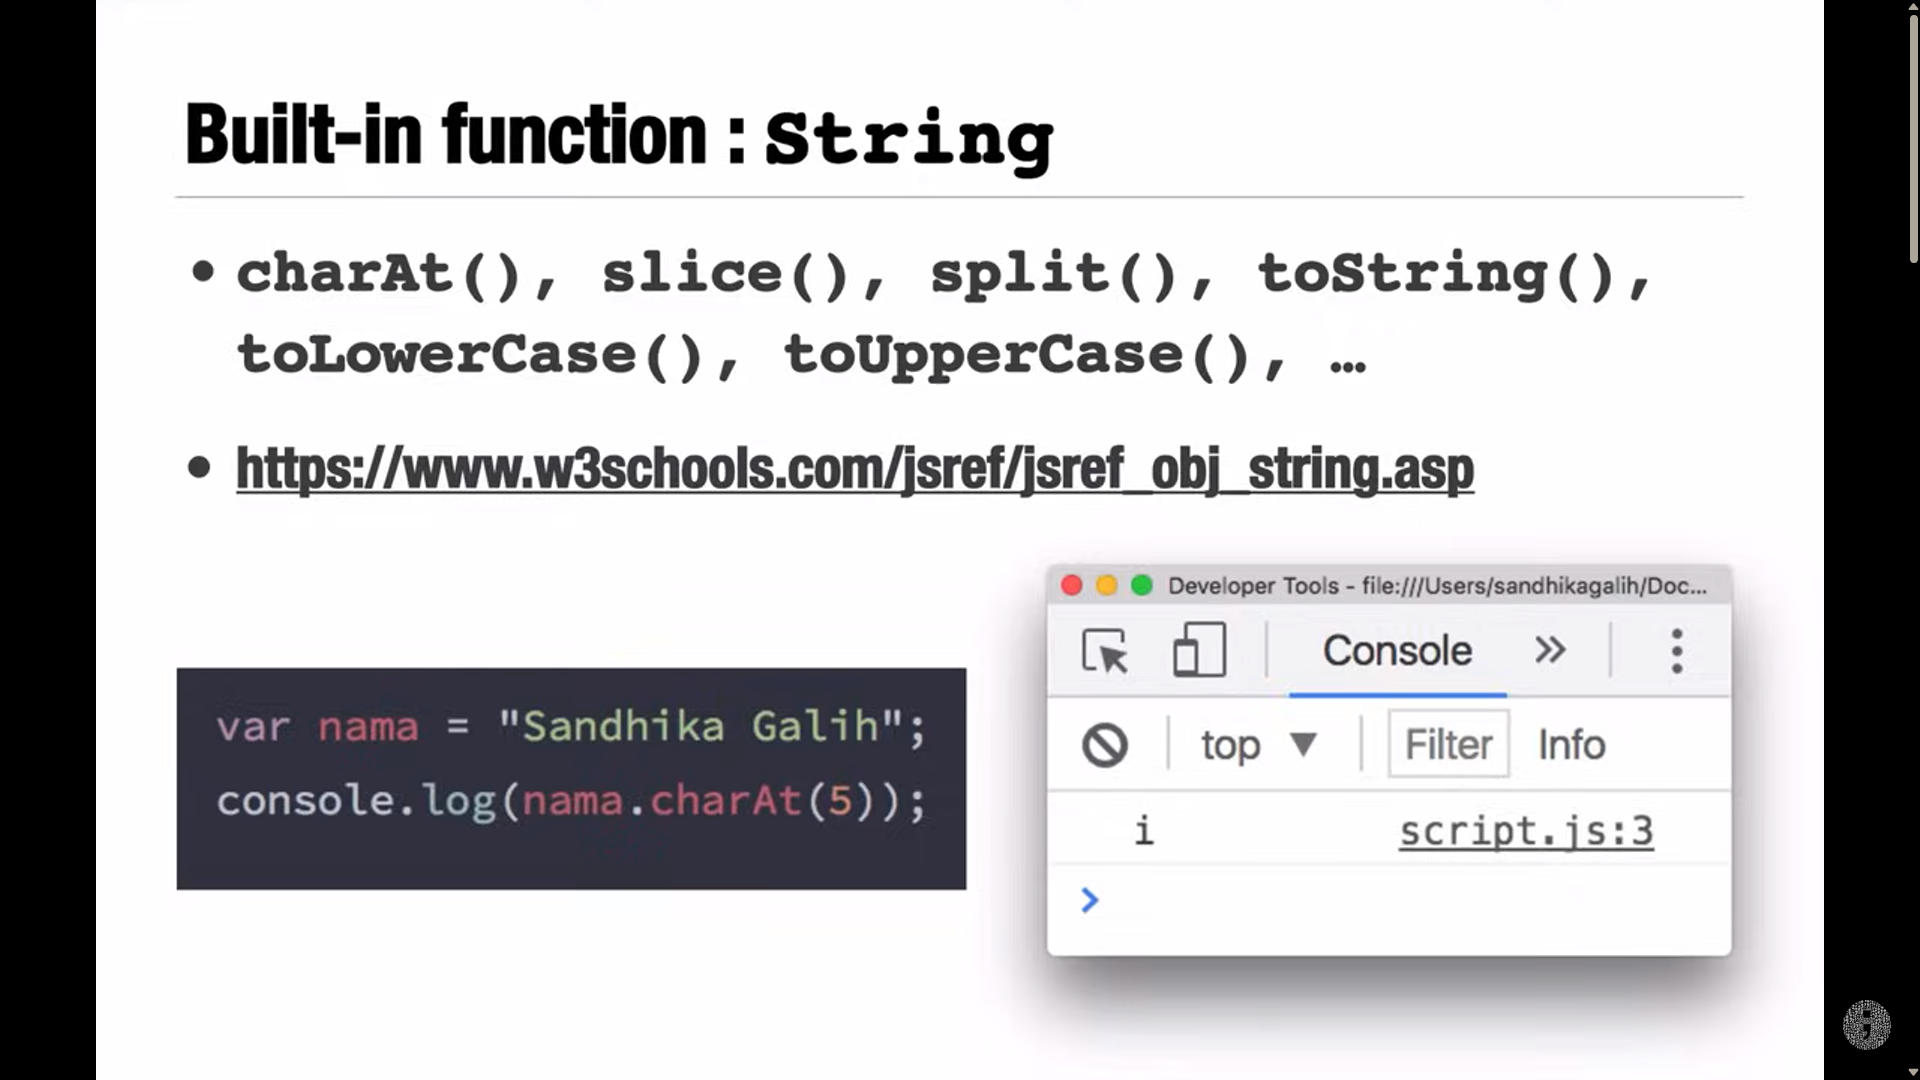 Built-in function : String
• charAt(), slice(), split(), toString(),
toLowerCase(), toUpperCase(), …
• https://www.w3schools.com/jsref/jsref_obj_string.asp
var nama = "Sandhika Galih";
console.log(nama.charAt(5));
Developer Tools - file:///Users/sandhikagalih/Doc...
Console
top ▼ Filter Info
i script.js:3